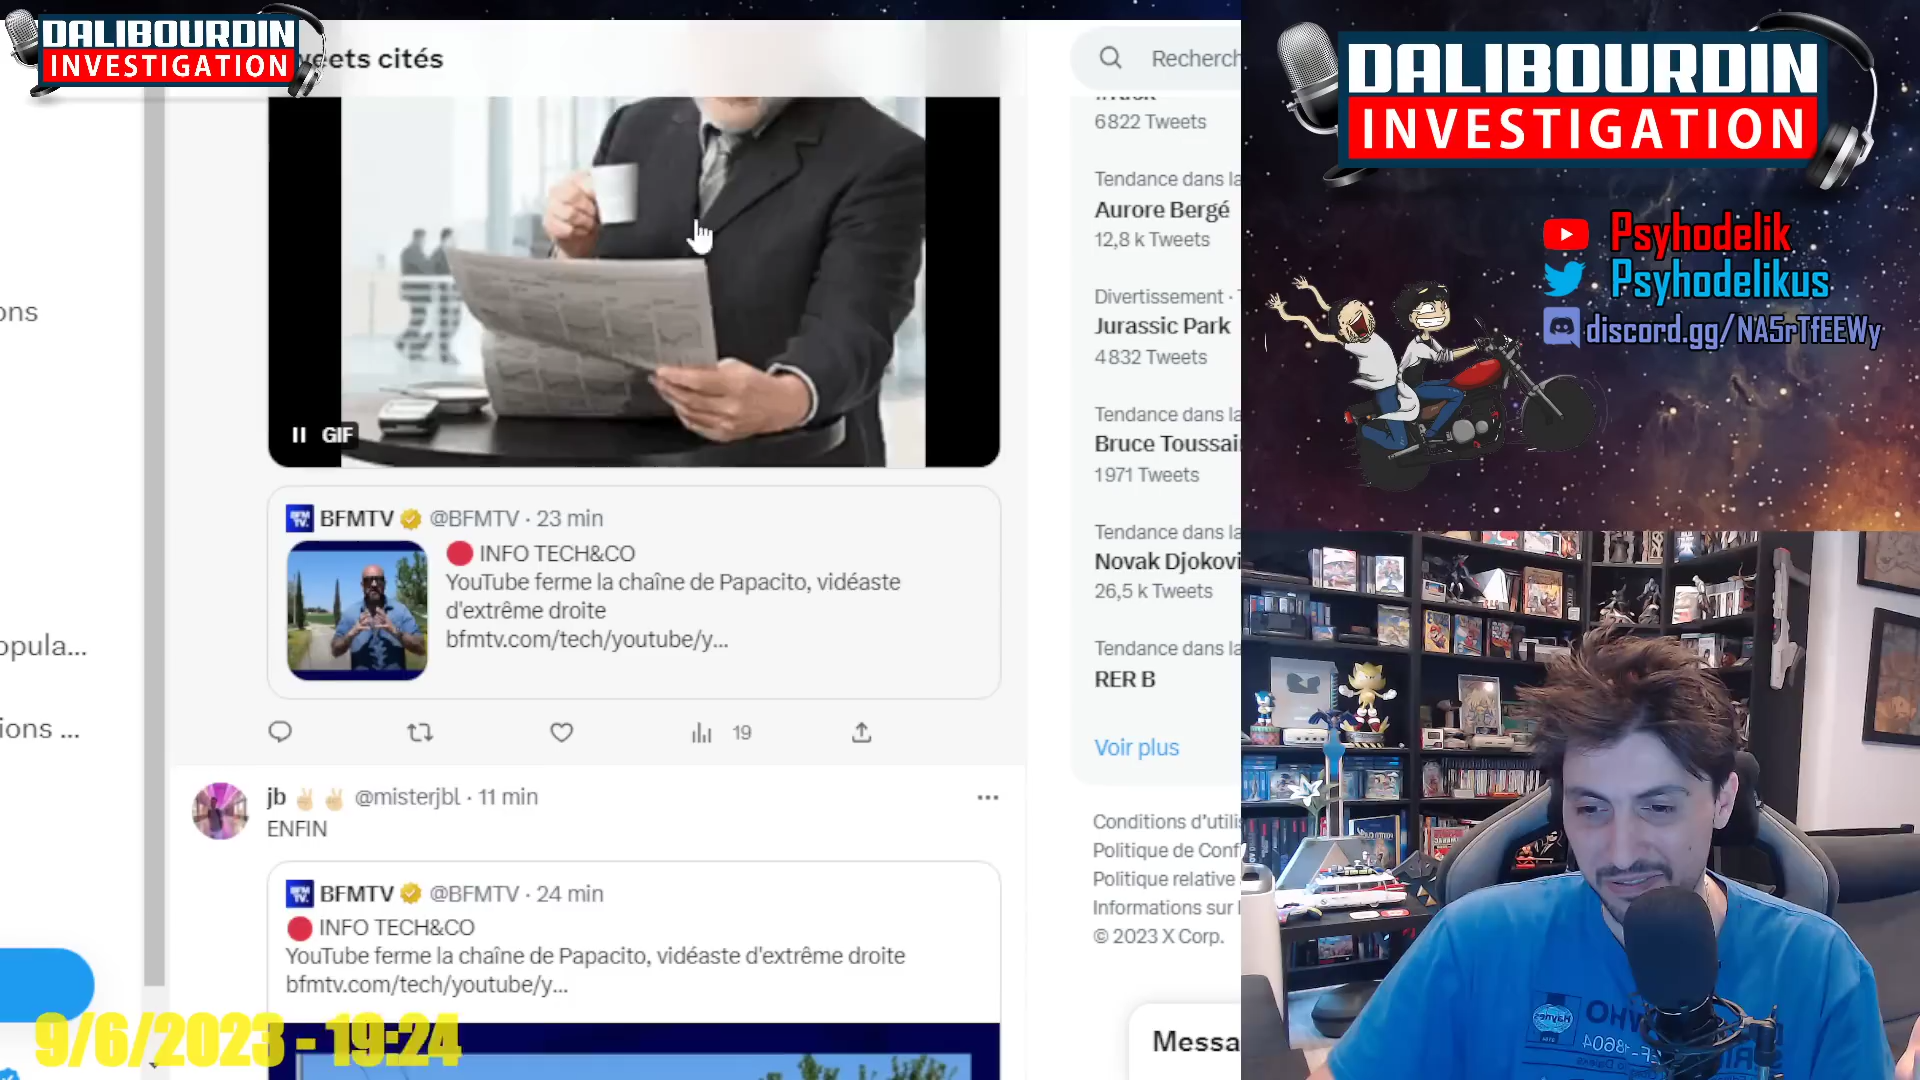 DALIBOURDIN
INVESTIGATION
eets cités
Recherch
6822 Tweets
Tendance dans la
Aurore Bergé
12,8 k Tweets
Divertissement ·
Jurassic Park
4832 Tweets
Tendance dans la
Bruce Toussai
1971 Tweets
Tendance dans la
Novak Djokovi
26,5 k Tweets
Tendance dans la
RER B
Voir plus
Conditions d'utilis
Politique de Conf
Politique relative
Informations sur l
© 2023 X Corp.
Messa
ons
opula...
ions ...
GIF
BFMTV @BFMTV · 23 min
INFO TECH&CO
YouTube ferme la chaîne de Papacito, vidéaste
d'extrême droite
bfmtv.com/tech/youtube/y...
19
jb @misterjbl · 11 min
ENFIN
BFMTV @BFMTV · 24 min
INFO TECH&CO
YouTube ferme la chaîne de Papacito, vidéaste d'extrême droite
bfmtv.com/tech/youtube/y...
9/6/2023 - 19:24
DALIBOURDIN
INVESTIGATION
Psyhodelik
Psyhodelikus
discord.gg/NA5rTfEEWy